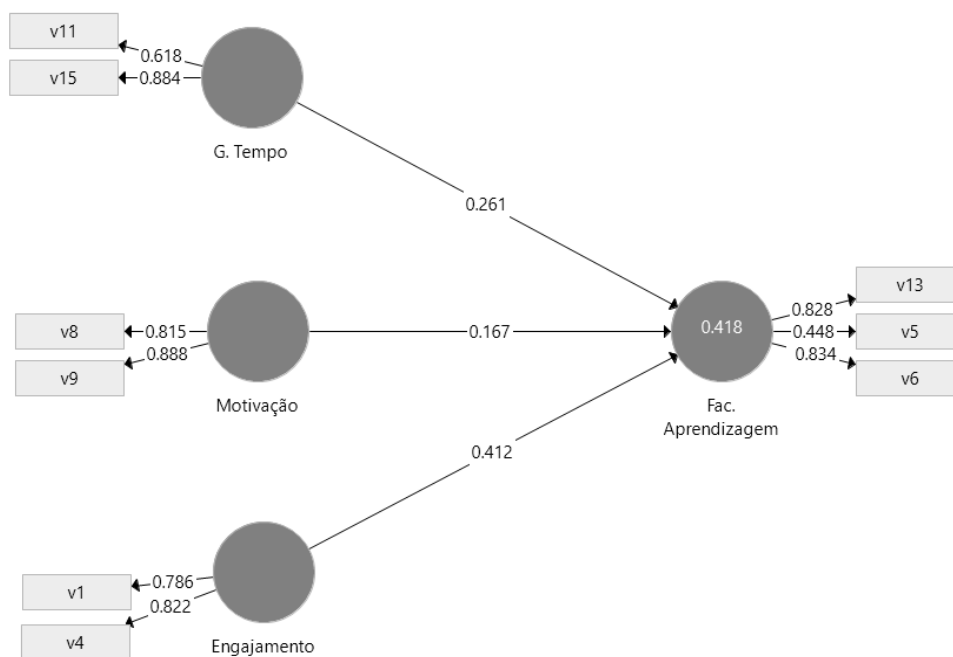 v11
0.618
v15
0.884
G. Tempo
0.261
v8
0.815
v9
0.888
Motivação
0.167
0.418
Fac.
Aprendizagem
v13
0.828
v5
0.448
v6
0.834
0.412
v1
0.786
v4
0.822
Engajamento